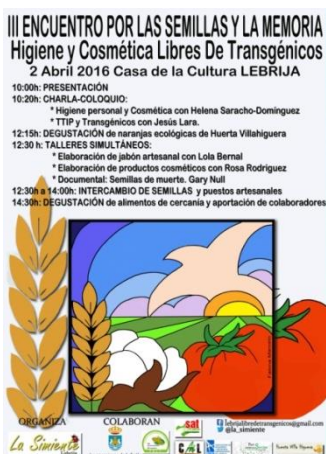 III ENCUENTRO POR LAS SEMILLAS Y LA MEMORIA
Higiene y Cosmética Libres De Transgénicos
2 Abril 2016 Casa de la Cultura LEBRIJA
10:00h: PRESENTACIÓN
10:20h: CHARLA-COLOQUIO:
* Higiene personal y Cosmética con Helena Saracho-Domínguez
* TTIP y Transgénicos con Jesús Lara.
12:15h: DEGUSTACIÓN de naranjas ecológicas de Huerta Villahiguera
12:30 h: TALLERES SIMULTÁNEOS:
* Elaboración de jabón artesanal con Lola Bernal
* Elaboración de productos cosméticos con Rosa Rodríguez
* Documental: Semillas de muerte. Gary Null
12:30h a 14:00h: INTERCAMBIO DE SEMILLAS y puestos artesanales
14:30h: DEGUSTACIÓN de alimentos de cercanía y aportación de colaboradores
ORGANIZA
COLABORAN
sat
lebrijalibredetransgenicos@gmail.com
@la_simiente
La Simiente